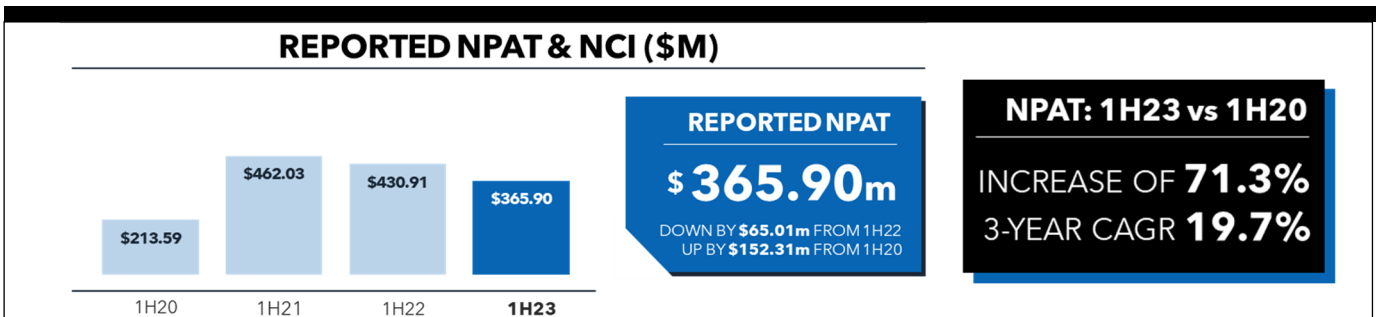 REPORTED NPAT & NCI ($M)
$213.59
$462.03
$430.91
$365.90
1H20
1H21
1H22
1H23
REPORTED NPAT
$365.90m
DOWN BY $65.01m FROM 1H22
UP BY $152.31m FROM 1H20
NPAT: 1H23 vs 1H20
INCREASE OF 71.3%
3-YEAR CAGR 19.7%